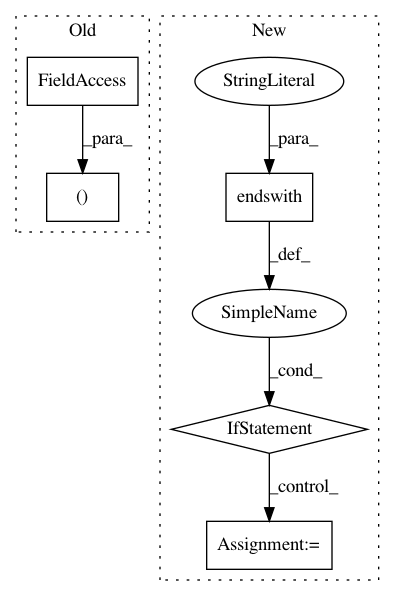 Old
New
FieldAccess
StringLiteral
_para_
_para_
()
endswith
_def_
SimpleName
_cond_
IfStatement
_control_
Assignment:=